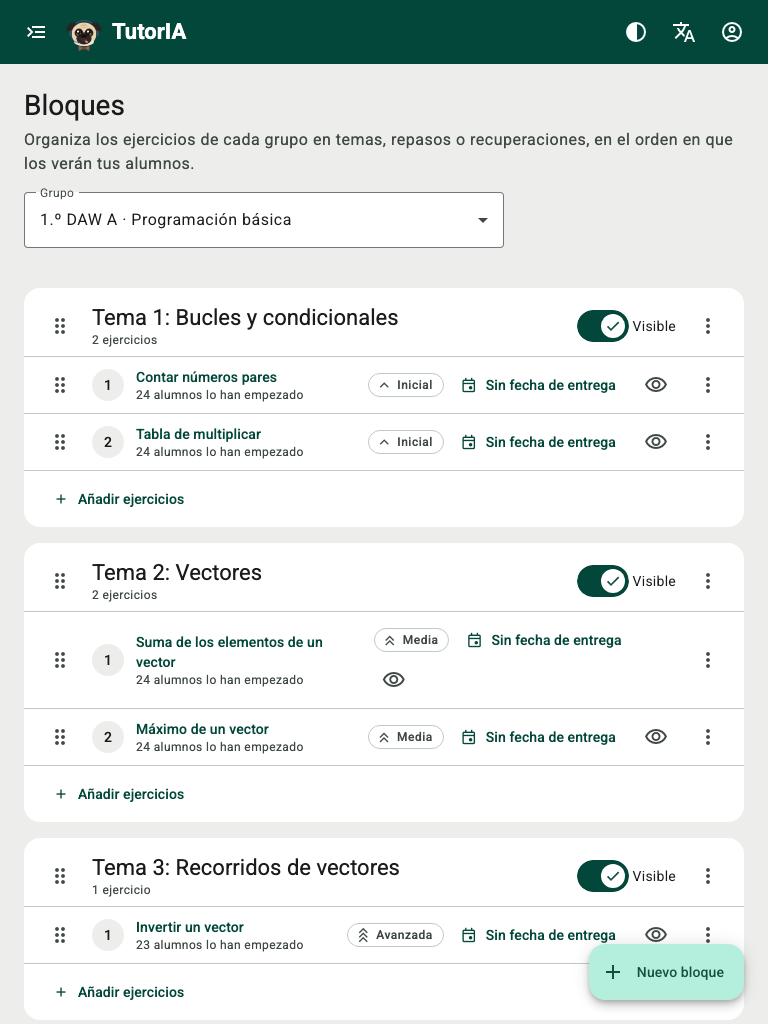 TutorIA
Bloques
Organiza los ejercicios de cada grupo en temas, repasos o recuperaciones, en el orden en que
los verán tus alumnos.
Grupo
1.º DAW A · Programación básica
Tema 1: Bucles y condicionales
2 ejercicios
Visible
1
Contar números pares
24 alumnos lo han empezado
Inicial
Sin fecha de entrega
2
Tabla de multiplicar
24 alumnos lo han empezado
Inicial
Sin fecha de entrega
+ Añadir ejercicios
Tema 2: Vectores
2 ejercicios
Visible
1
Suma de los elementos de un
vector
24 alumnos lo han empezado
Media
Sin fecha de entrega
2
Máximo de un vector
24 alumnos lo han empezado
Media
Sin fecha de entrega
+ Añadir ejercicios
Tema 3: Recorridos de vectores
1 ejercicio
Visible
1
Invertir un vector
23 alumnos lo han empezado
Avanzada
Sin fecha de entrega
+ Añadir ejercicios
+ Nuevo bloque